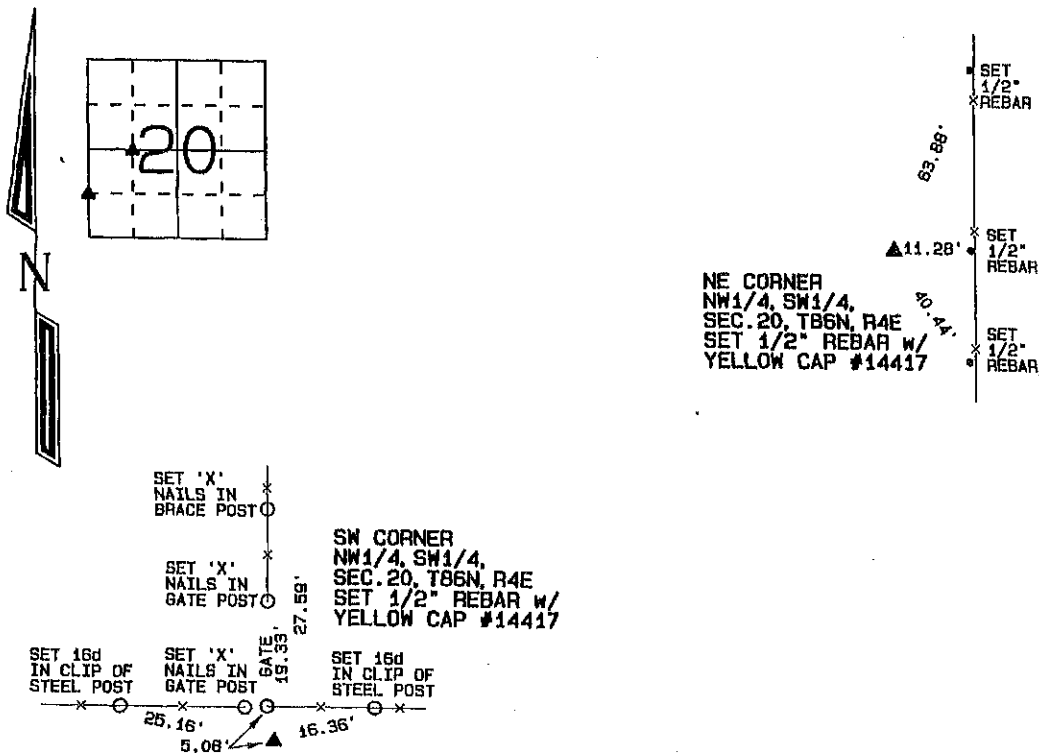 20
N
SET
1/2"
REBAR
63.88'
11.28'
SET
1/2"
REBAR
NE CORNER
NW1/4, SW1/4,
SEC.20, T86N, R4E
SET 1/2" REBAR W/
YELLOW CAP #14417
40.44'
SET
1/2"
REBAR
SET 'X'
NAILS IN
BRACE POST
SET 'X'
NAILS IN
GATE POST
SW CORNER
NW1/4, SW1/4,
SEC.20, T86N, R4E
SET 1/2" REBAR W/
YELLOW CAP #14417
GATE
19.33'
27.59'
SET 16d
IN CLIP OF
STEEL POST
SET 'X'
NAILS IN
GATE POST
SET 16d
IN CLIP OF
STEEL POST
25.16'
16.36'
5.08'